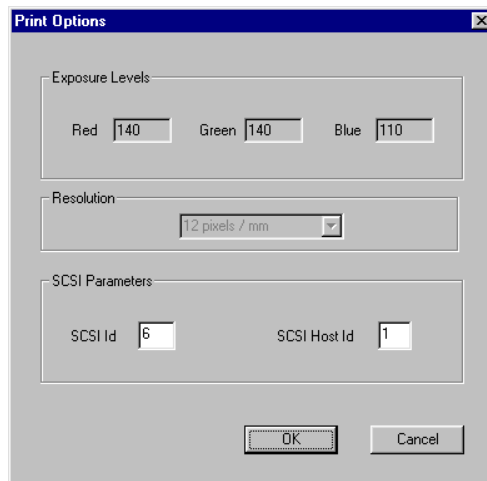 Print Options
Exposure Levels
Red 140 Green 140 Blue 110
Resolution
12 pixels / mm
SCSI Parameters
SCSI Id 6 SCSI Host Id 1
OK Cancel